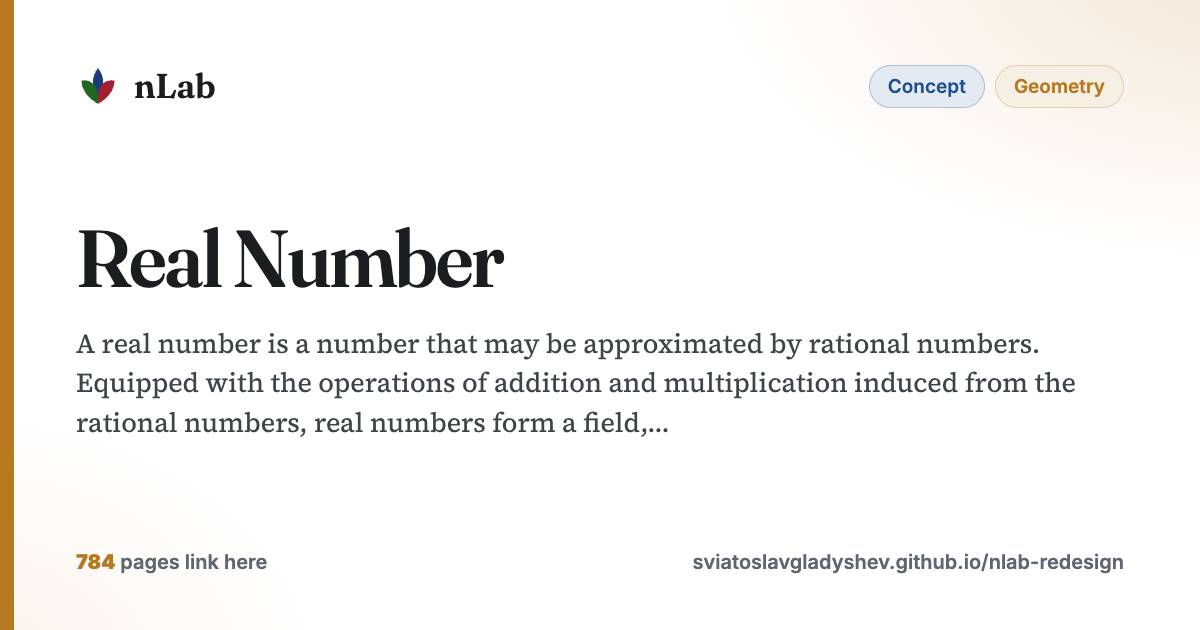 nLab
Concept
Geometry
Real Number
A real number is a number that may be approximated by rational numbers.
Equipped with the operations of addition and multiplication induced from the
rational numbers, real numbers form a field,...
784 pages link here
sviatoslavgladyshev.github.io/nlab-redesign